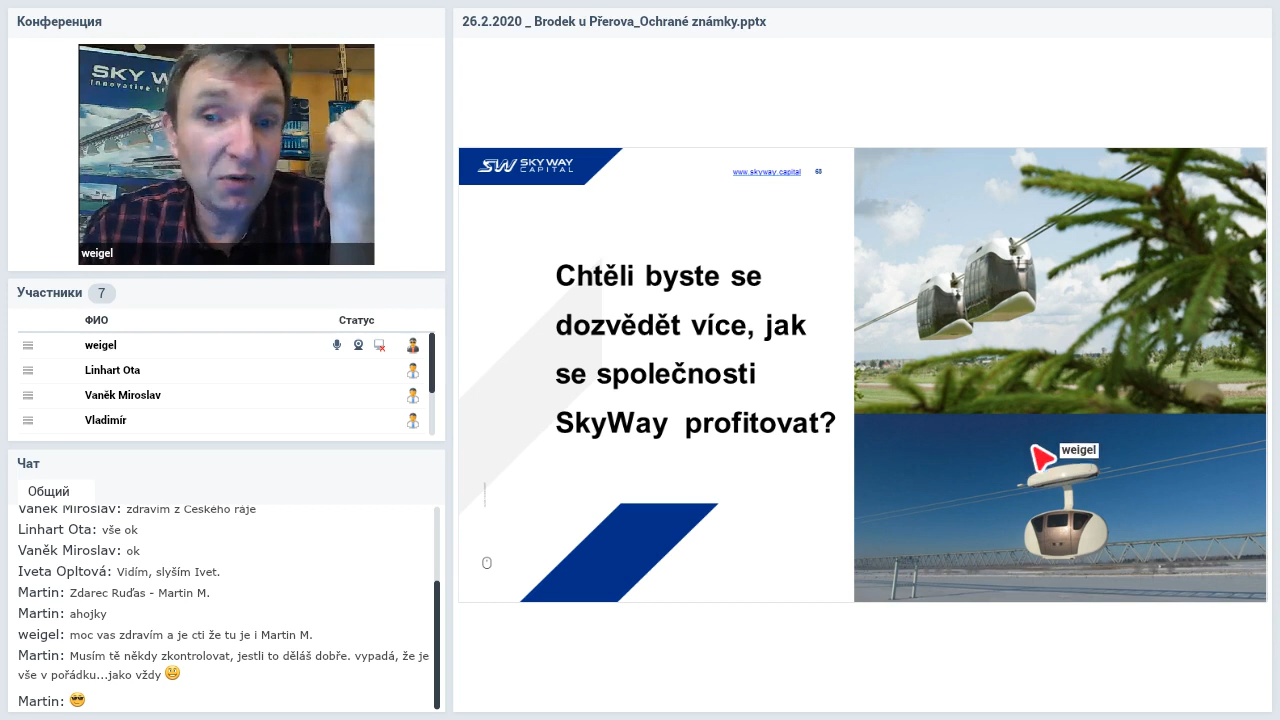 Конференция
SKY W
weigel
Участники 7
ФИО Статус
weigel
Linhart Ota
Vaněk Miroslav
Vladimír
Чат
Общий
Vaněk Miroslav: zdravím z Českého ráje
Linhart Ota: vše ok
Vaněk Miroslav: ok
Iveta Opltová: Vidím, slyším Ivet.
Martin: Zdarec Ruďas - Martin M.
Martin: ahojky
weigel: moc vas zdravím a je cti že tu je i Martin M.
Martin: Musím tě někdy zkontrolovat, jestli to děláš dobře. vypadá, že je
vše v pořádku...jako vždy
Martin:
26.2.2020 _ Brodek u Přerova_Ochrané známky.pptx
SW SKY WAY
CAPITAL
www.skyway.capital 68
Chtěli byste se
dozvědět více, jak
se společnosti
SkyWay profitovat?
weigel